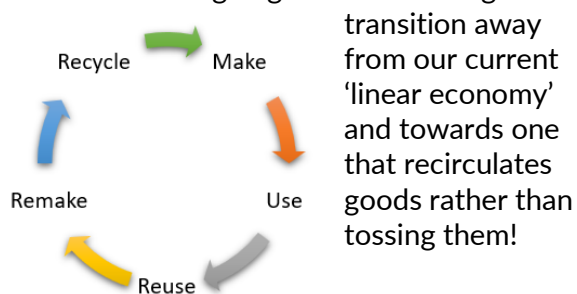 transition away
from our current
‘linear economy’
and towards one
that recirculates
goods rather than
tossing them!
Recycle
Make
Use
Reuse
Remake